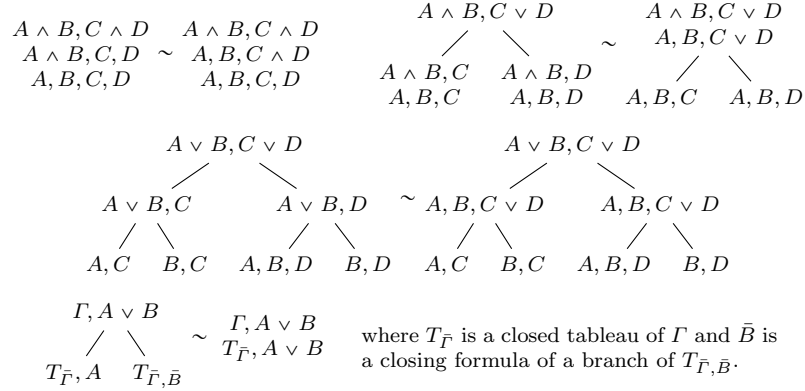 A ∧ B, C ∧ D
A ∧ B, C, D
A, B, C, D
~
A ∧ B, C ∧ D
A, B, C ∧ D
A, B, C, D
A ∧ B, C ∨ D
A ∧ B, C A ∧ B, D
A, B, C A, B, D
~
A ∧ B, C ∨ D
A, B, C ∨ D
A, B, C A, B, D
A ∨ B, C ∨ D
A ∨ B, C A ∨ B, D
A, C B, C A, B, D B, D
~
A ∨ B, C ∨ D
A, B, C ∨ D A, B, C ∨ D
A, C B, C A, B, D B, D
Γ, A ∨ B
T_Γ̄, A T_Γ̄,B̄
~
Γ, A ∨ B
T_Γ̄, A ∨ B
where T_Γ̄ is a closed tableau of Γ and B̄ is
a closing formula of a branch of T_Γ̄,B̄.